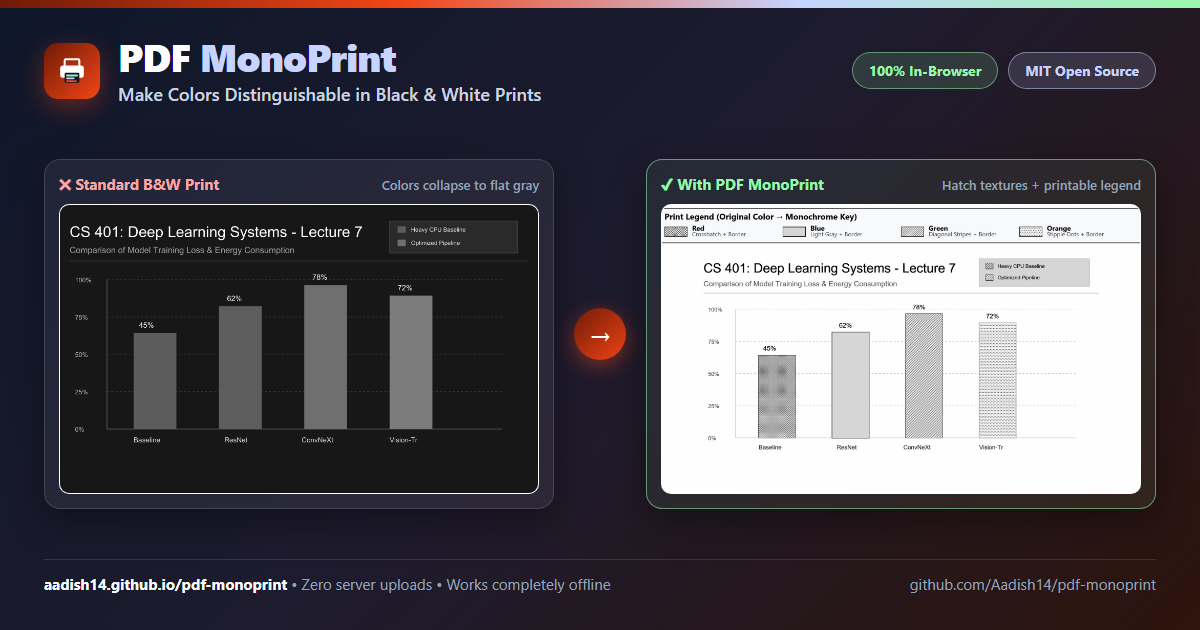 PDF MonoPrint
Make Colors Distinguishable in Black & White Prints
100% In-Browser
MIT Open Source
❌ Standard B&W Print
Colors collapse to flat gray
CS 401: Deep Learning Systems - Lecture 7
Comparison of Model Training Loss & Energy Consumption
Heavy CPU Baseline
Optimized Pipeline
100%
75%
50%
25%
0%
45%
62%
78%
72%
Baseline
ResNet
ConvNeXt
Vision-Tr
→
✓ With PDF MonoPrint
Hatch textures + printable legend
Print Legend (Original Color → Monochrome Key)
Red
Crosshatch + Border
Blue
Light Gray + Border
Green
Diagonal Stripes + Border
Orange
Stipple Dots + Border
CS 401: Deep Learning Systems - Lecture 7
Comparison of Model Training Loss & Energy Consumption
Heavy CPU Baseline
Optimized Pipeline
100%
75%
50%
25%
0%
45%
62%
78%
72%
Baseline
ResNet
ConvNeXt
Vision-Tr
aadish14.github.io/pdf-monoprint • Zero server uploads • Works completely offline
github.com/Aadish14/pdf-monoprint